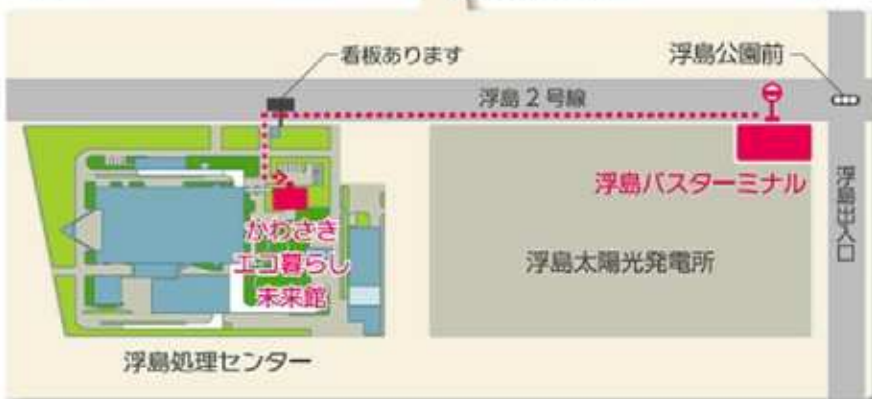 看板あります
浮島公園前
浮島2号線
浮島バスターミナル
浮島出入口
かわさき
エコ暮らし
未来館
浮島太陽光発電所
浮島処理センター